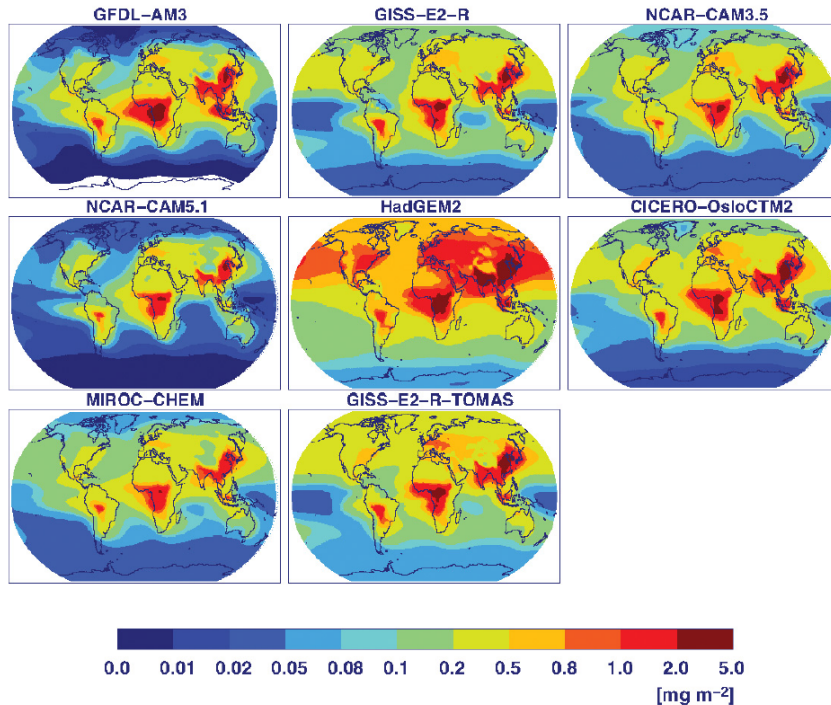 GFDL−AM3 GISS−E2−R NCAR−CAM3.5
NCAR−CAM5.1 HadGEM2 CICERO−OsloCTM2
MIROC−CHEM GISS−E2−R−TOMAS
0.0 0.01 0.02 0.05 0.08 0.1 0.2 0.5 0.8 1.0 2.0 5.0
[mg m⁻²]